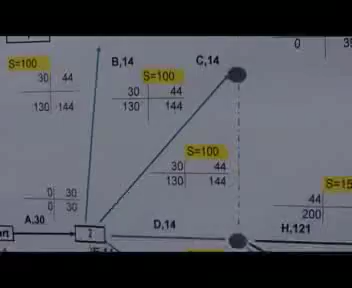 0
B,14
C,14
S=100
30 44
130 144
S=100
30 44
130 144
S=100
30 44
130 144
S=15
44
200
0 30
0 30
A,30
D,14
H,121
2